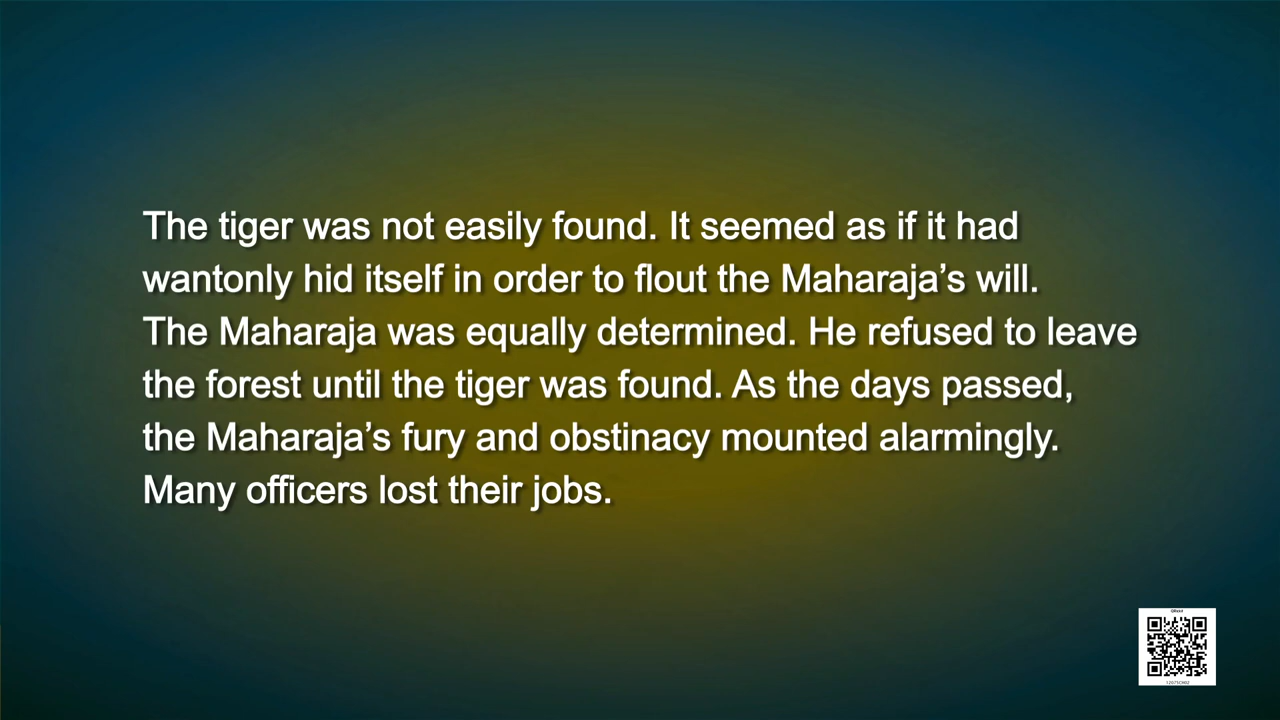 The tiger was not easily found. It seemed as if it had
wantonly hid itself in order to flout the Maharaja’s will.
The Maharaja was equally determined. He refused to leave
the forest until the tiger was found. As the days passed,
the Maharaja’s fury and obstinacy mounted alarmingly.
Many officers lost their jobs.